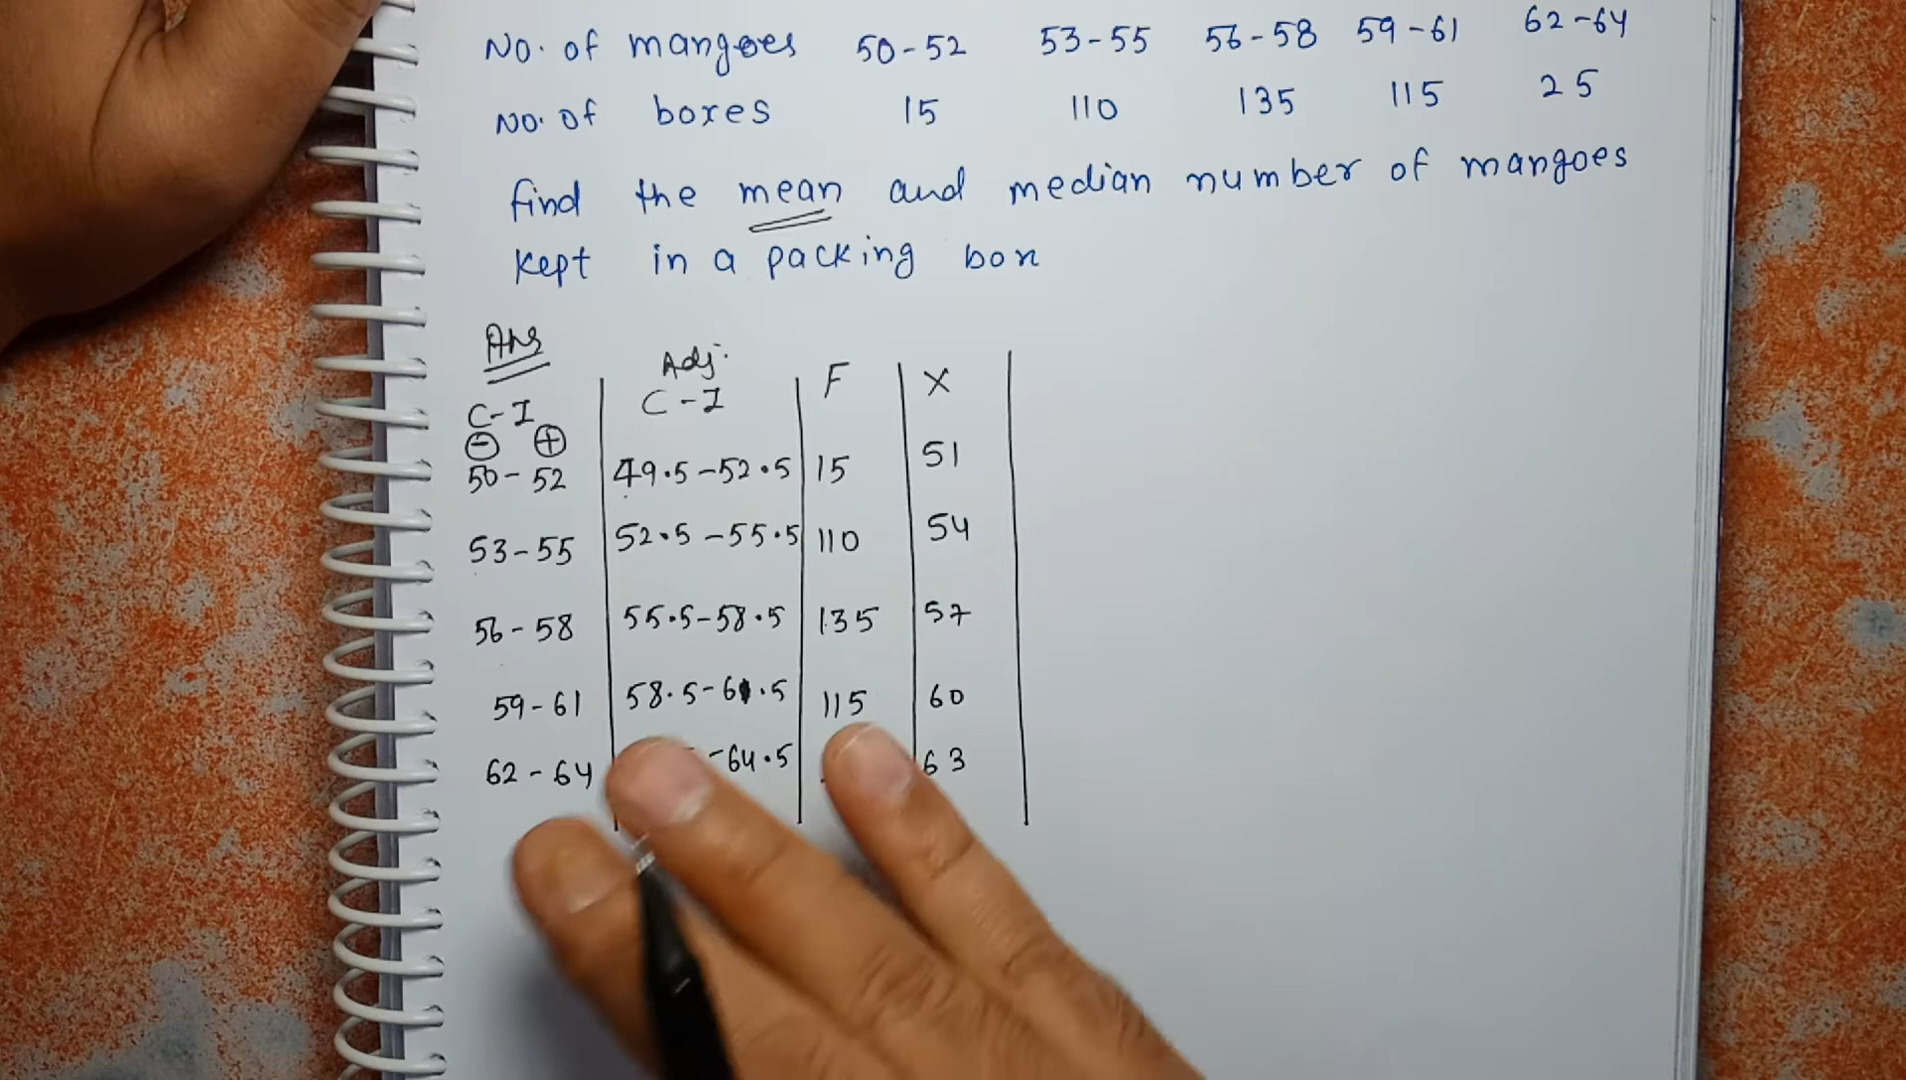 No. of mangoes 50-52 53-55 56-58 59-61 62-64
No. of boxes 15 110 135 115 25
find the mean and median number of mangoes
kept in a packing box
Ans
Adj.
C-I C-I F X
- +
50-52 49.5-52.5 15 51
53-55 52.5-55.5 110 54
56-58 55.5-58.5 135 57
59-61 58.5-61.5 115 60
62-64 -64.5 63